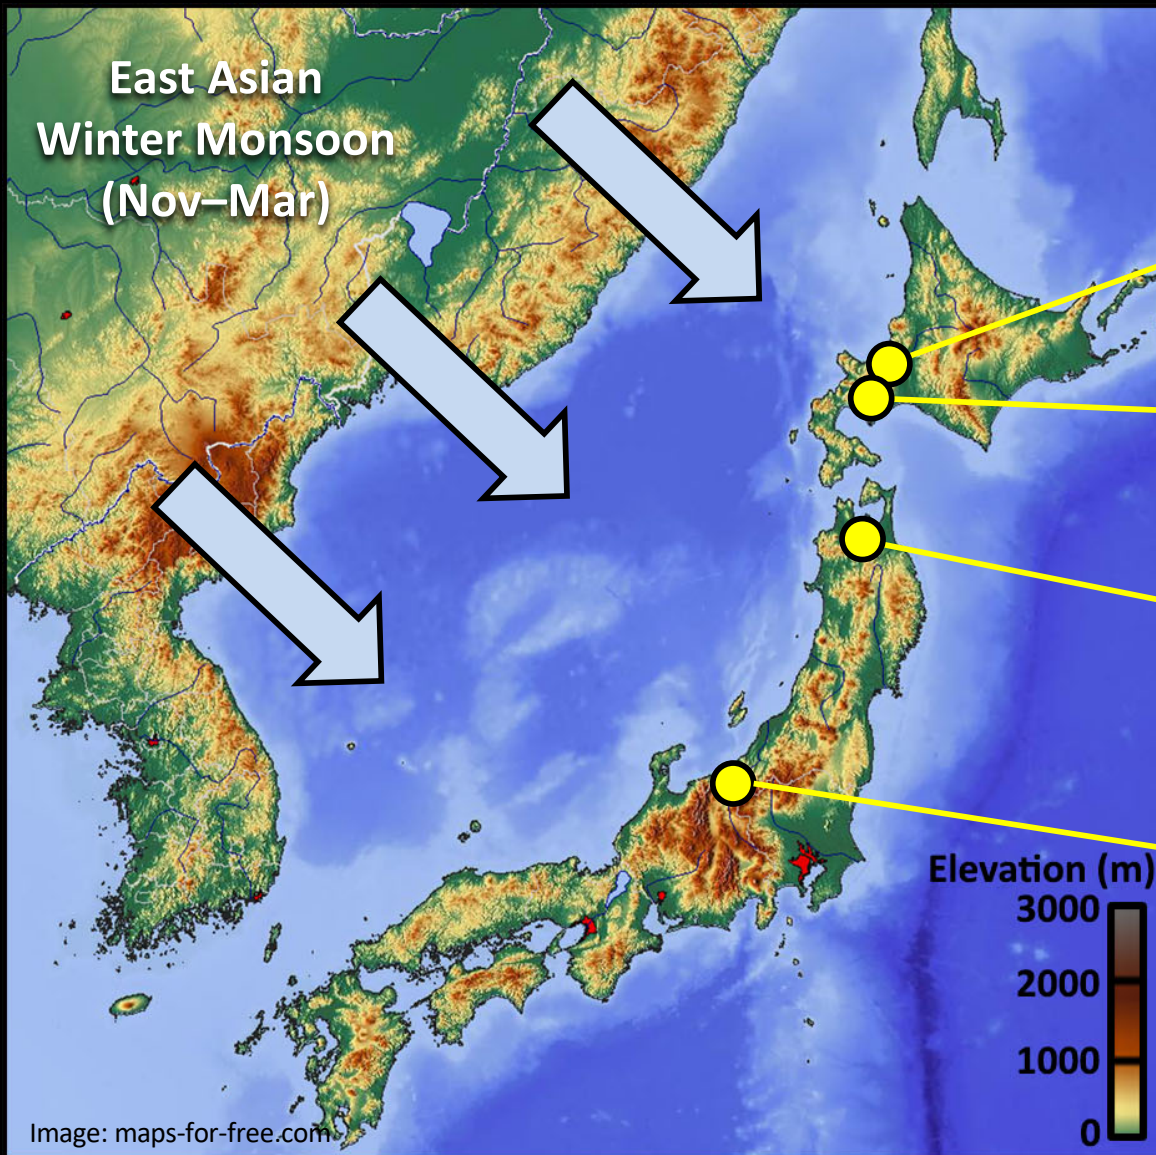 East Asian
Winter Monsoon
(Nov–Mar)
Elevation (m)
3000
2000
1000
0
Image: maps-for-free.com